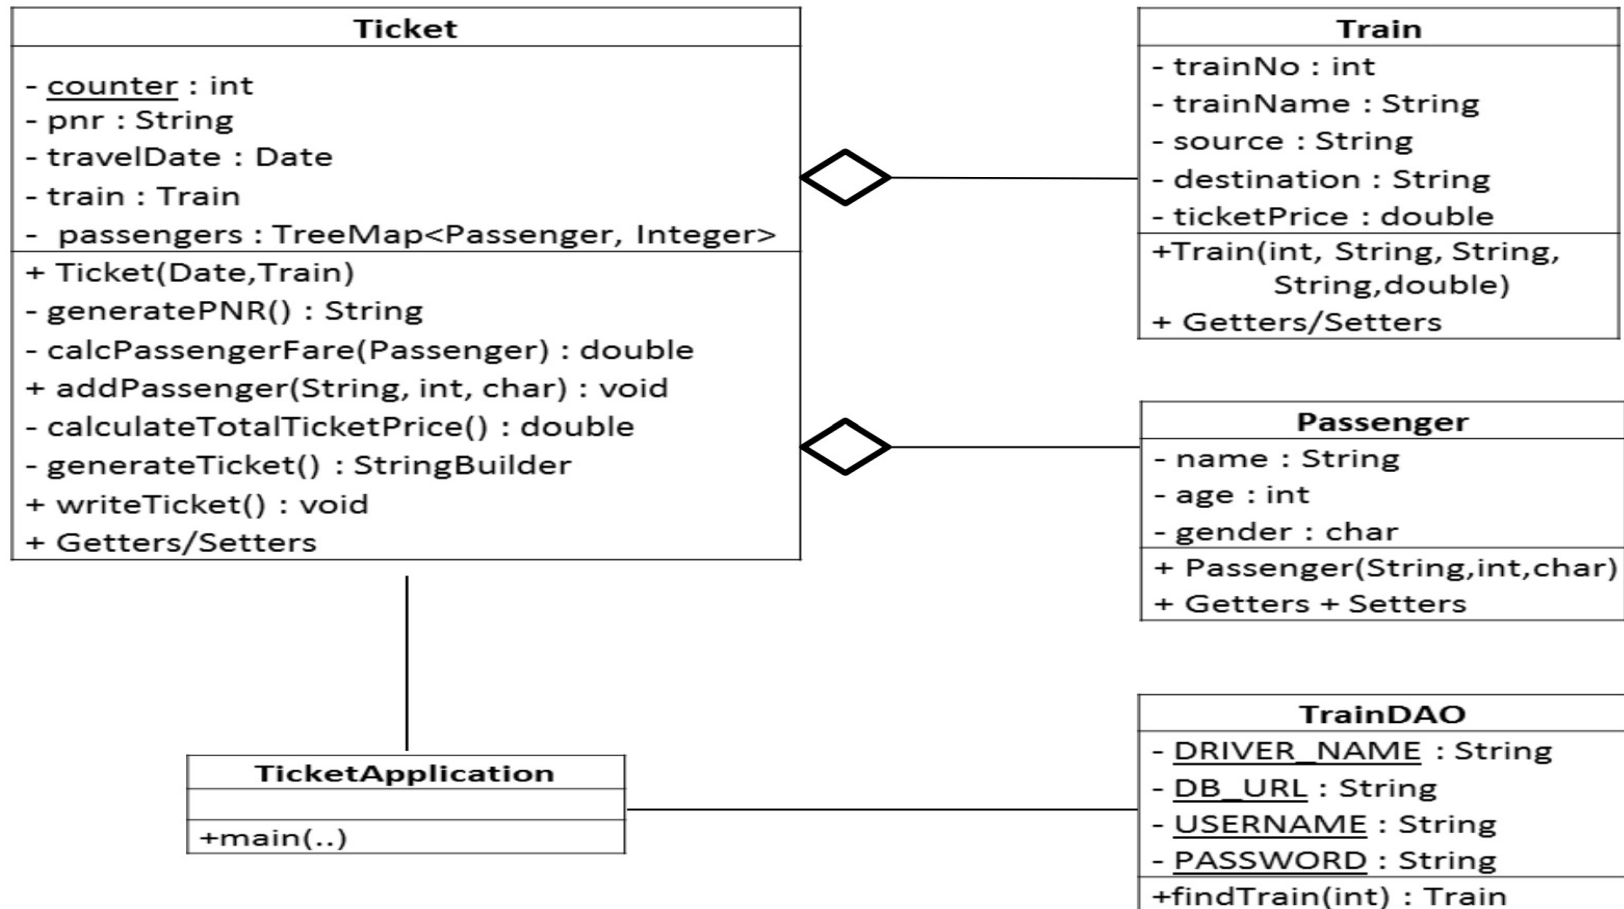 Ticket
- counter : int
- pnr : String
- travelDate : Date
- train : Train
- passengers : TreeMap<Passenger, Integer>
+ Ticket(Date,Train)
- generatePNR() : String
- calcPassengerFare(Passenger) : double
+ addPassenger(String, int, char) : void
- calculateTotalTicketPrice() : double
- generateTicket() : StringBuilder
+ writeTicket() : void
+ Getters/Setters
Train
- trainNo : int
- trainName : String
- source : String
- destination : String
- ticketPrice : double
+Train(int, String, String,
String,double)
+ Getters/Setters
Passenger
- name : String
- age : int
- gender : char
+ Passenger(String,int,char)
+ Getters + Setters
TicketApplication
+main(..)
TrainDAO
- DRIVER_NAME : String
- DB_URL : String
- USERNAME : String
- PASSWORD : String
+findTrain(int) : Train